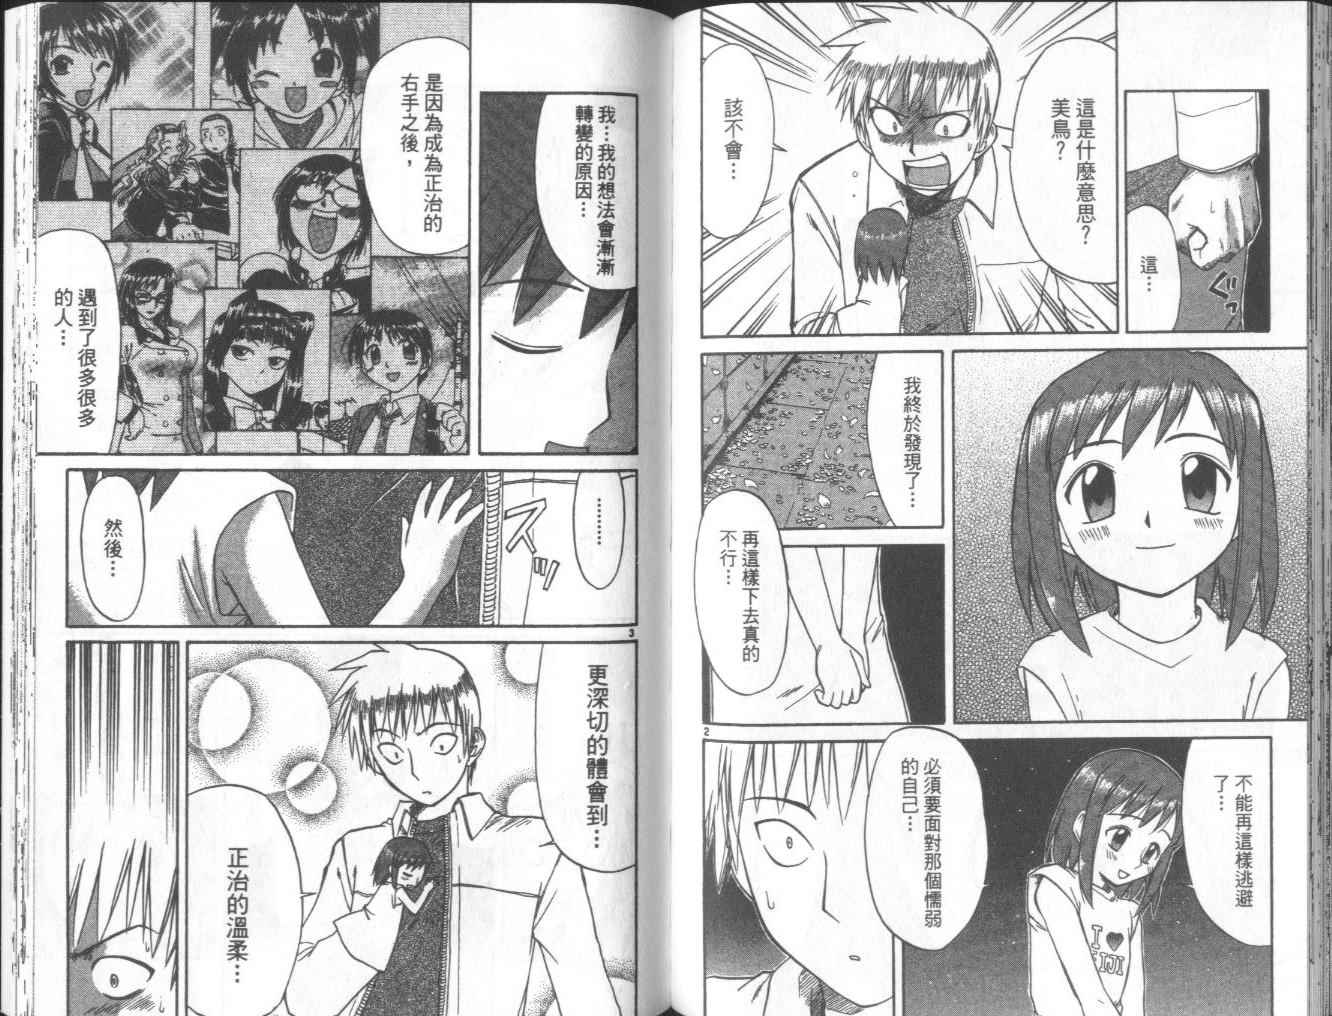 這…
ぐっ
這是什麼意思?
美鳥?
該不會…
我終於發現了…
再這樣下去真的
不行…
不能再這樣逃避
了…
必須要面對那個懦弱
的自己…
I♥
EIJI
2
我…我的想法會漸漸
轉變的原因…
是因為成為正治的
右手之後，
遇到了很多很多
的人…
………
スッ
然後…
3
更深切的體會到…
正治的溫柔…